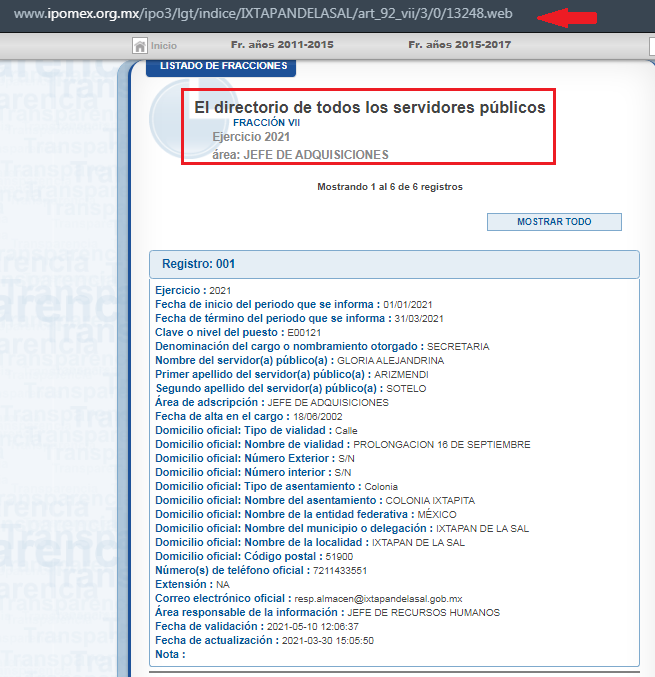 www.ipomex.org.mx/ipo3/lgt/indice/IXTAPANDELASAL/art_92_vii/3/0/13248.web
Inicio Fr. años 2011-2015 Fr. años 2015-2017
LISTADO DE FRACCIONES
El directorio de todos los servidores públicos
FRACCIÓN VII
Ejercicio 2021
área: JEFE DE ADQUISICIONES
Mostrando 1 al 6 de 6 registros
MOSTRAR TODO
Registro: 001
Ejercicio : 2021
Fecha de inicio del periodo que se informa : 01/01/2021
Fecha de término del periodo que se informa : 31/03/2021
Clave o nivel del puesto : E00121
Denominación del cargo o nombramiento otorgado : SECRETARIA
Nombre del servidor(a) público(a) : GLORIA ALEJANDRINA
Primer apellido del servidor(a) público(a) : ARIZMENDI
Segundo apellido del servidor(a) público(a) : SOTELO
Área de adscripción : JEFE DE ADQUISICIONES
Fecha de alta en el cargo : 18/06/2002
Domicilio oficial: Tipo de vialidad : Calle
Domicilio oficial: Nombre de vialidad : PROLONGACION 16 DE SEPTIEMBRE
Domicilio oficial: Número Exterior : S/N
Domicilio oficial: Número interior : S/N
Domicilio oficial: Tipo de asentamiento : Colonia
Domicilio oficial: Nombre del asentamiento : COLONIA IXTAPITA
Domicilio oficial: Nombre de la entidad federativa : MÉXICO
Domicilio oficial: Nombre del municipio o delegación : IXTAPAN DE LA SAL
Domicilio oficial: Nombre de la localidad : IXTAPAN DE LA SAL
Domicilio oficial: Código postal : 51900
Número(s) de teléfono oficial : 7211433551
Extensión : NA
Correo electrónico oficial : resp.almacen@ixtapandelasal.gob.mx
Área responsable de la información : JEFE DE RECURSOS HUMANOS
Fecha de validación : 2021-05-10 12:06:37
Fecha de actualización : 2021-03-30 15:05:50
Nota :